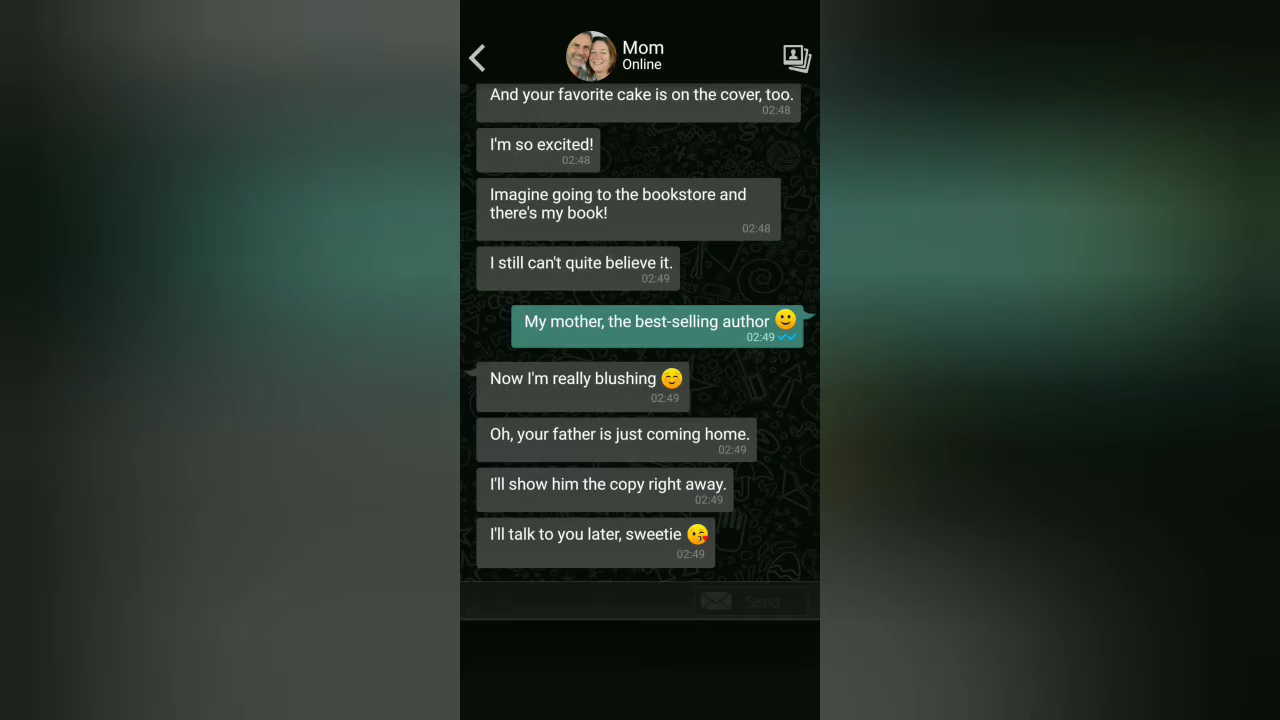 Mom
Online
And your favorite cake is on the cover, too.
02:48
I'm so excited!
02:48
Imagine going to the bookstore and
there's my book!
02:48
I still can't quite believe it.
02:49
My mother, the best-selling author 🙂
02:49
Now I'm really blushing 😊
02:49
Oh, your father is just coming home.
02:49
I'll show him the copy right away.
02:49
I'll talk to you later, sweetie 😘
02:49
Send